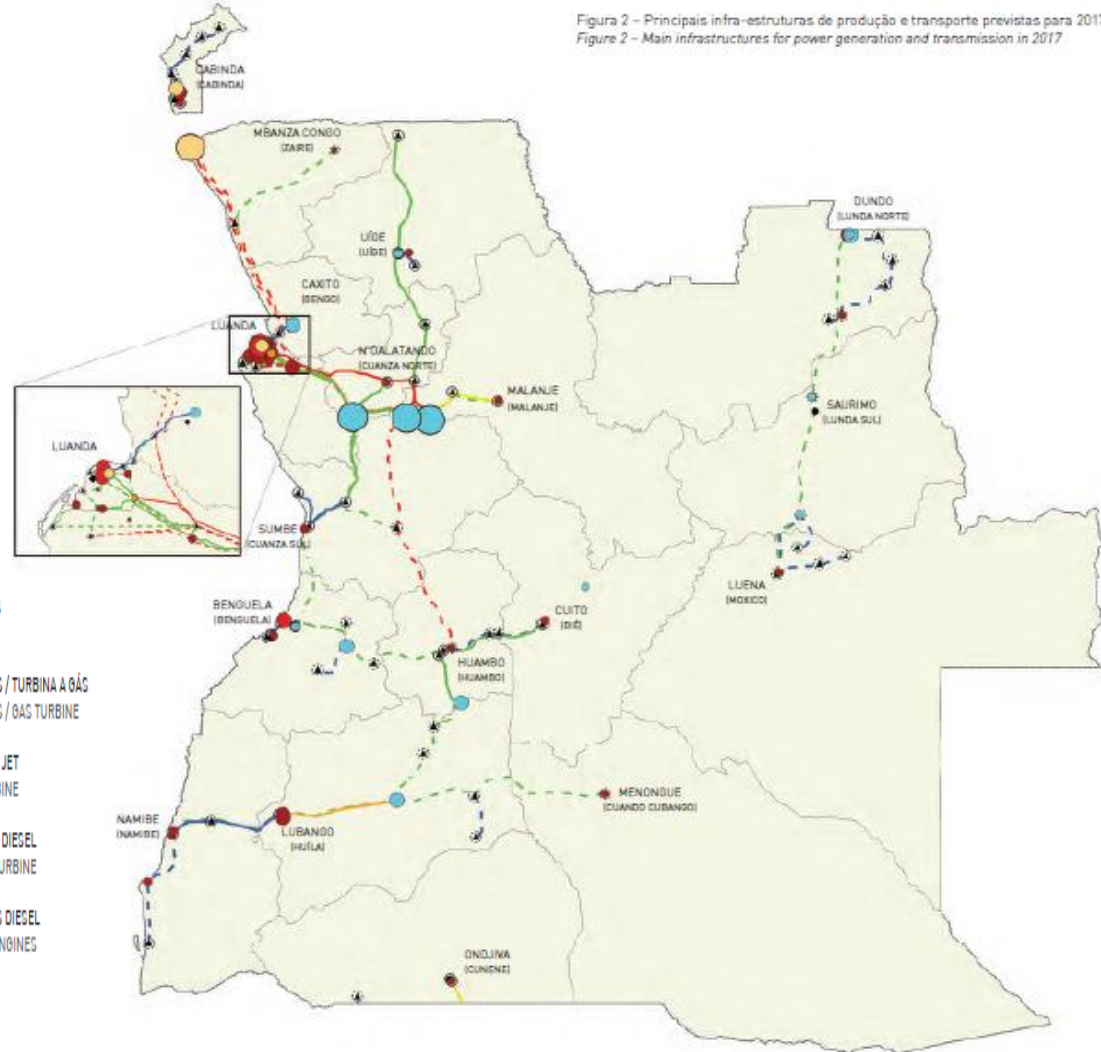 Figura 2 – Principais infra-estruturas de produção e transporte previstas para 2017
Figure 2 – Main infrastructures for power generation and transmission in 2017
CABINDA
(CABINDA)
MBANZA CONGO
(ZAIRE)
DUNDO
(LUNDA NORTE)
UÍGE
(UÍGE)
CAXITO
(BENGO)
LUANDA
N'DALATANDO
(CUANZA NORTE)
MALANJE
(MALANJE)
SAURIMO
(LUNDA SUL)
LUANDA
SUMBE
(CUANZA SUL)
LUENA
(MOXICO)
BENGUELA
(BENGUELA)
CUITO
(BIÉ)
HUAMBO
(HUAMBO)
/ TURBINA A GÁS
/ GAS TURBINE
JET
MENONGUE
(CUANDO CUBANGO)
NAMIBE
(NAMIBE)
LUBANGO
(HUÍLA)
DIESEL
DIESEL
ONDJIVA
(CUNENE)